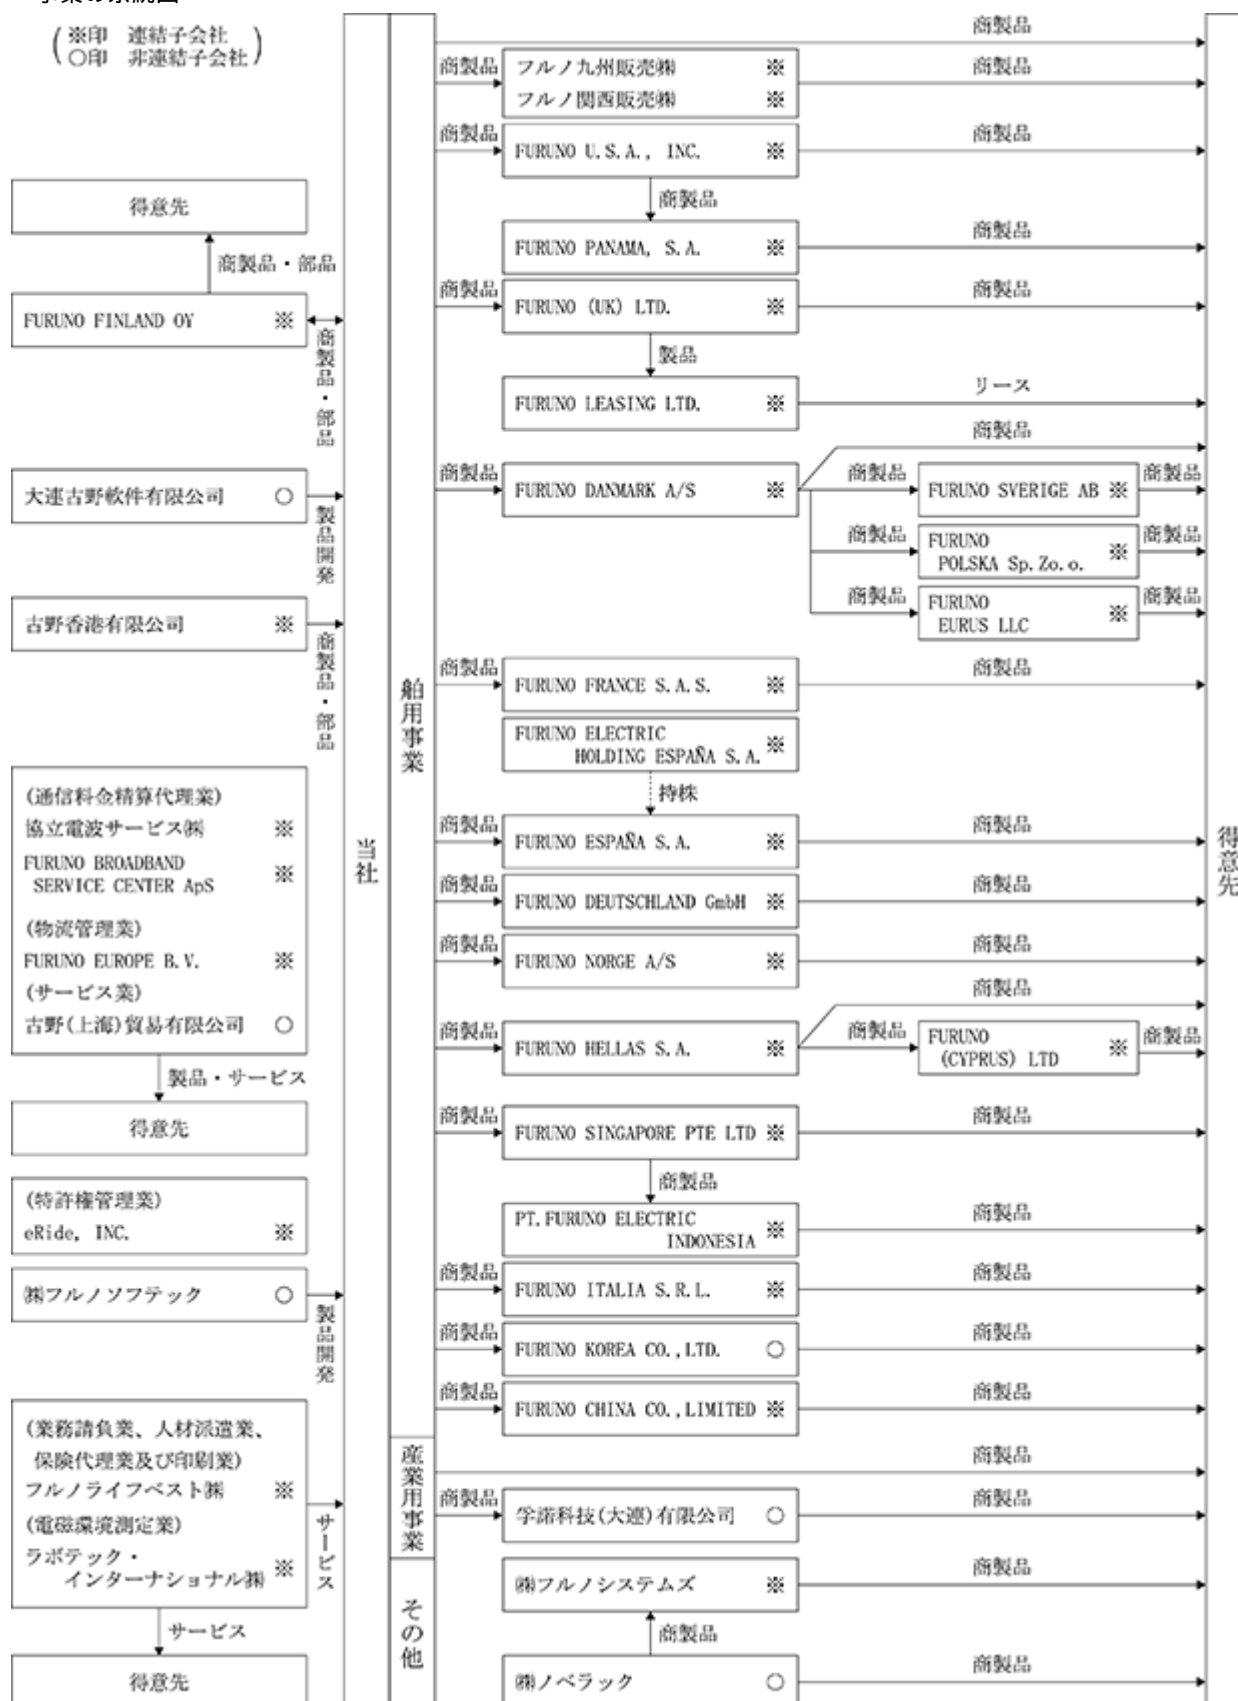 ※印　連結子会社
○印　非連結子会社
得意先
商製品・部品
FURUNO FINLAND OY ※
商製品・部品
大連古野軟件有限公司 ○
製品開発
古野香港有限公司 ※
商製品・部品
(通信料金精算代理業)
協立電波サービス㈱ ※
FURUNO BROADBAND
SERVICE CENTER ApS ※
(物流管理業)
FURUNO EUROPE B.V. ※
(サービス業)
古野(上海)貿易有限公司 ○
製品・サービス
得意先
(特許権管理業)
eRide, INC. ※
㈱フルノソフテック ○
製品開発
(業務請負業、人材派遣業、
保険代理業及び印刷業)
フルノライフベスト㈱ ※
(電磁環境測定業)
ラボテック・
インターナショナル㈱ ※
サービス
サービス
得意先
当社
舶用事業
産業用事業
その他
商製品
商製品
フルノ九州販売㈱ ※
フルノ関西販売㈱ ※
商製品
商製品
FURUNO U.S.A., INC. ※
商製品
商製品
FURUNO PANAMA, S.A. ※
商製品
商製品
FURUNO (UK) LTD. ※
商製品
製品
FURUNO LEASING LTD. ※
リース
商製品
商製品
FURUNO DANMARK A/S ※
商製品
FURUNO SVERIGE AB ※
商製品
商製品
FURUNO
POLSKA Sp.Zo.o. ※
商製品
商製品
FURUNO
EURUS LLC ※
商製品
商製品
FURUNO FRANCE S.A.S. ※
商製品
FURUNO ELECTRIC
HOLDING ESPAÑA S.A. ※
持株
商製品
FURUNO ESPAÑA S.A. ※
商製品
商製品
FURUNO DEUTSCHLAND GmbH ※
商製品
商製品
FURUNO NORGE A/S ※
商製品
商製品
商製品
FURUNO HELLAS S.A. ※
商製品
FURUNO
(CYPRUS) LTD ※
商製品
商製品
FURUNO SINGAPORE PTE LTD ※
商製品
商製品
PT.FURUNO ELECTRIC
INDONESIA ※
商製品
商製品
FURUNO ITALIA S.R.L. ※
商製品
商製品
FURUNO KOREA CO.,LTD. ○
商製品
商製品
FURUNO CHINA CO.,LIMITED ※
商製品
商製品
商製品
孚諾科技(大連)有限公司 ○
商製品
㈱フルノシステムズ ※
商製品
商製品
㈱ノベラック ○
商製品
得意先